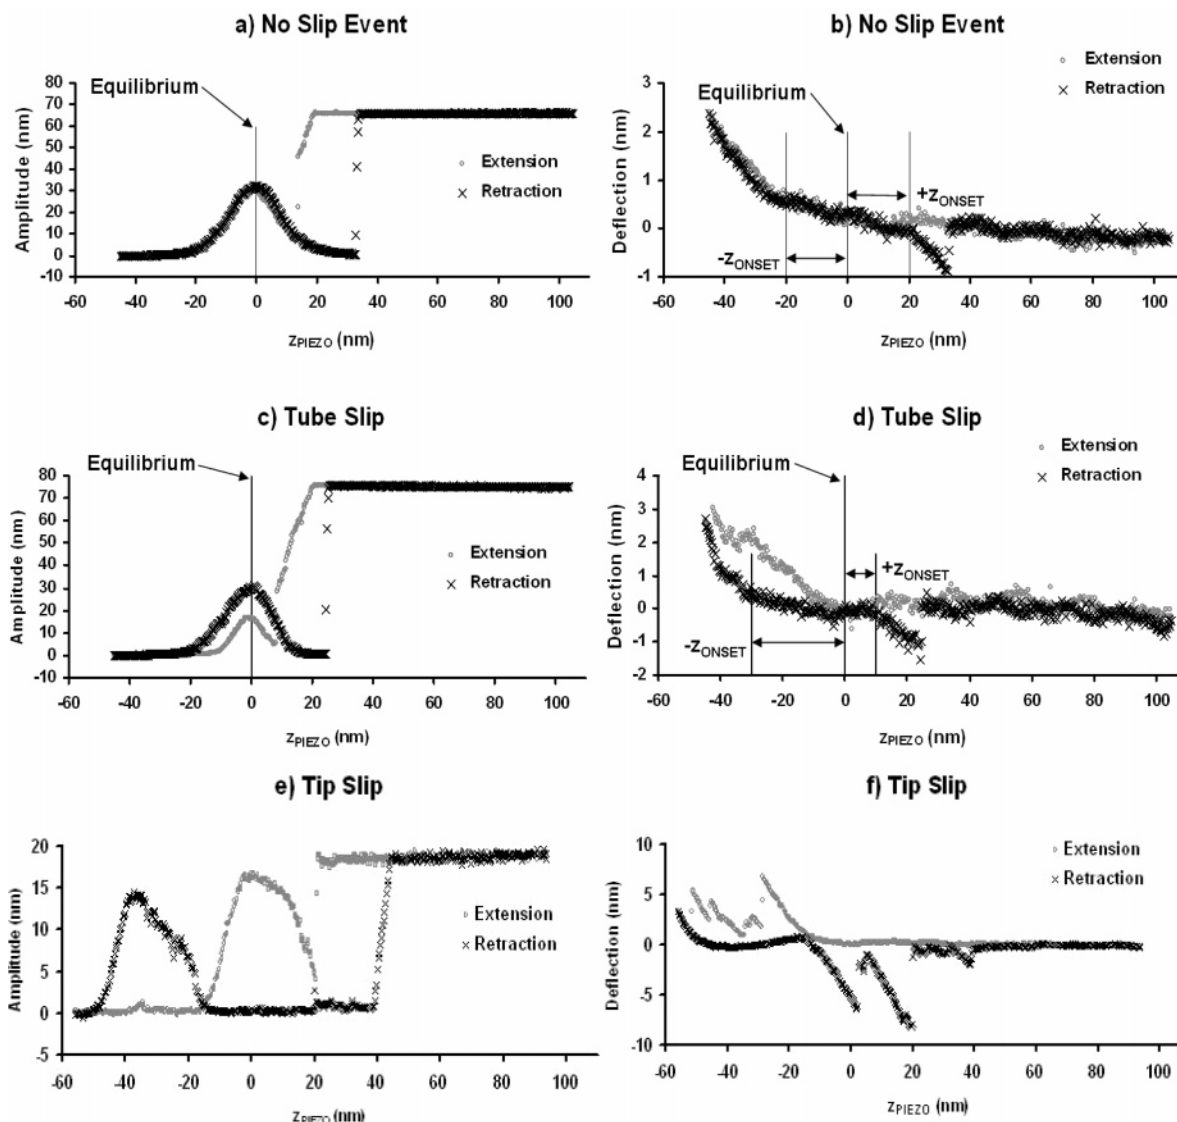 a) No Slip Event
80
70
60
50
40
30
20
10
0
-10
Amplitude (nm)
Equilibrium
Extension
Retraction
-60 -40 -20 0 20 40 60 80 100
zPIEZO (nm)
b) No Slip Event
3
2
1
0
-1
Deflection (nm)
Equilibrium
Extension
Retraction
+zONSET
-zONSET
-60 -40 -20 0 20 40 60 80 100
zPIEZO (nm)
c) Tube Slip
80
70
60
50
40
30
20
10
0
-10
Amplitude (nm)
Equilibrium
Extension
Retraction
-60 -40 -20 0 20 40 60 80 100
zPIEZO (nm)
d) Tube Slip
4
3
2
1
0
-1
-2
Deflection (nm)
Equilibrium
Extension
Retraction
+zONSET
-zONSET
-60 -40 -20 0 20 40 60 80 100
zPIEZO (nm)
e) Tip Slip
20
15
10
5
0
-5
Amplitude (nm)
Extension
Retraction
-60 -40 -20 0 20 40 60 80 100
zPIEZO (nm)
f) Tip Slip
10
5
0
-5
-10
Deflection (nm)
Extension
Retraction
-60 -40 -20 0 20 40 60 80 100
zPIEZO (nm)